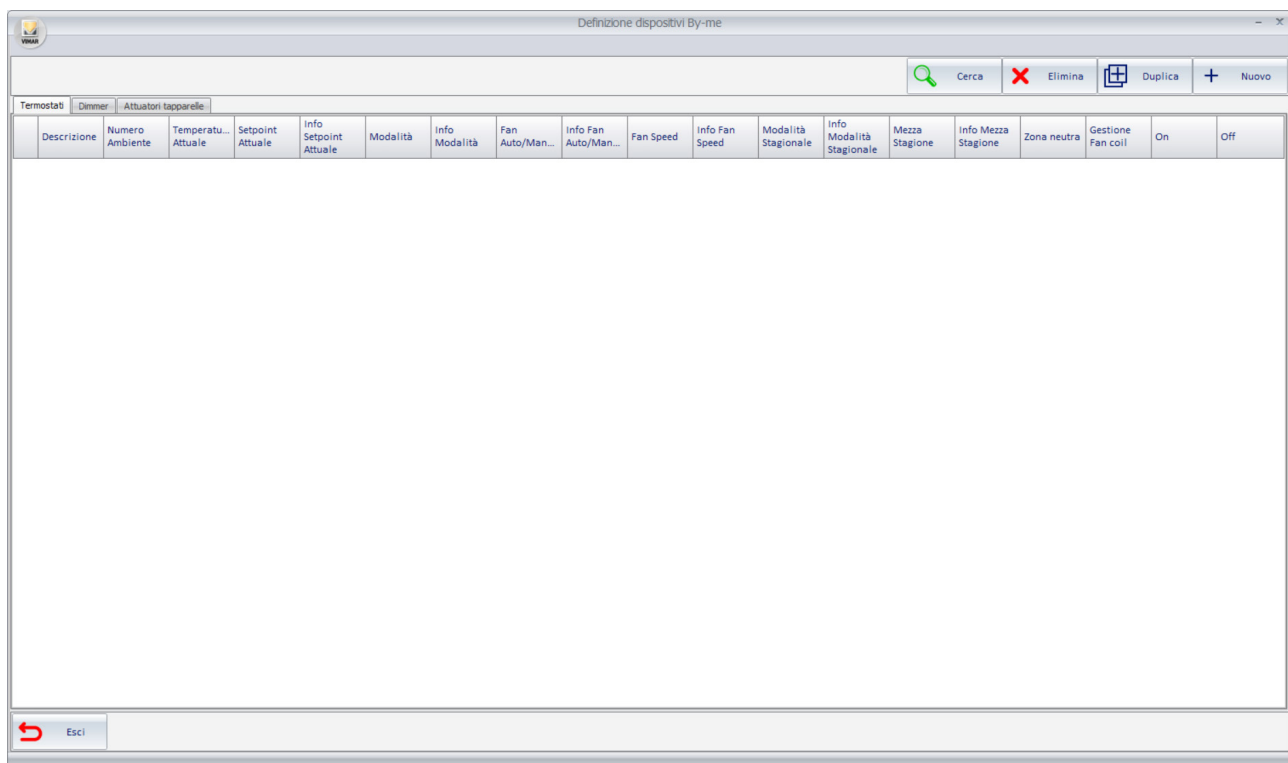 Definizione dispositivi By-me
VIMAR
Cerca
Elimina
Duplica
Nuovo
Termostati
Dimmer
Attuatori tapparelle
Descrizione
Numero
Ambiente
Temperatu...
Attuale
Setpoint
Attuale
Info
Setpoint
Attuale
Modalità
Info
Modalità
Fan
Auto/Man...
Info Fan
Auto/Man...
Fan Speed
Info Fan
Speed
Modalità
Stagionale
Info
Modalità
Stagionale
Mezza
Stagione
Info Mezza
Stagione
Zona neutra
Gestione
Fan coil
On
Off
Esci